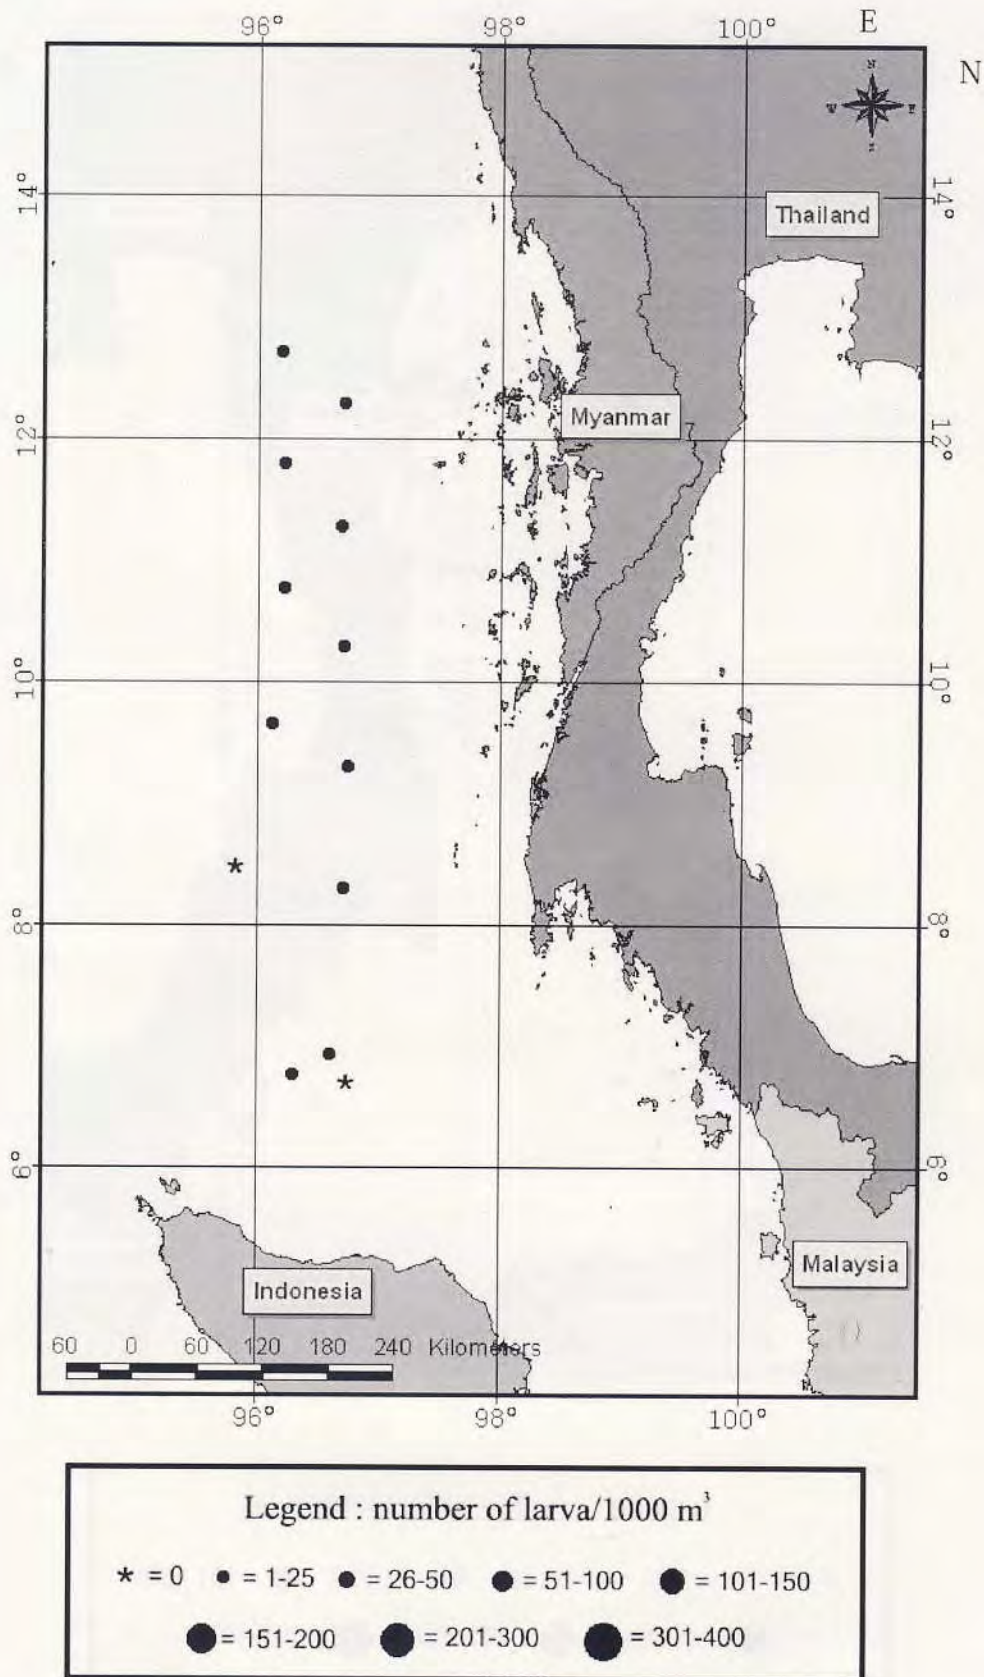 96° 98° 100° E
N
N
W E
S
14° 14°
Thailand
Myanmar
12° 12°
10° 10°
8° 8°
6° 6°
Malaysia
Indonesia
60 0 60 120 180 240 Kilometers
96° 98° 100°
Legend : number of larva/1000 m³
* = 0 ● = 1-25 ● = 26-50 ● = 51-100 ● = 101-150
● = 151-200 ● = 201-300 ● = 301-400